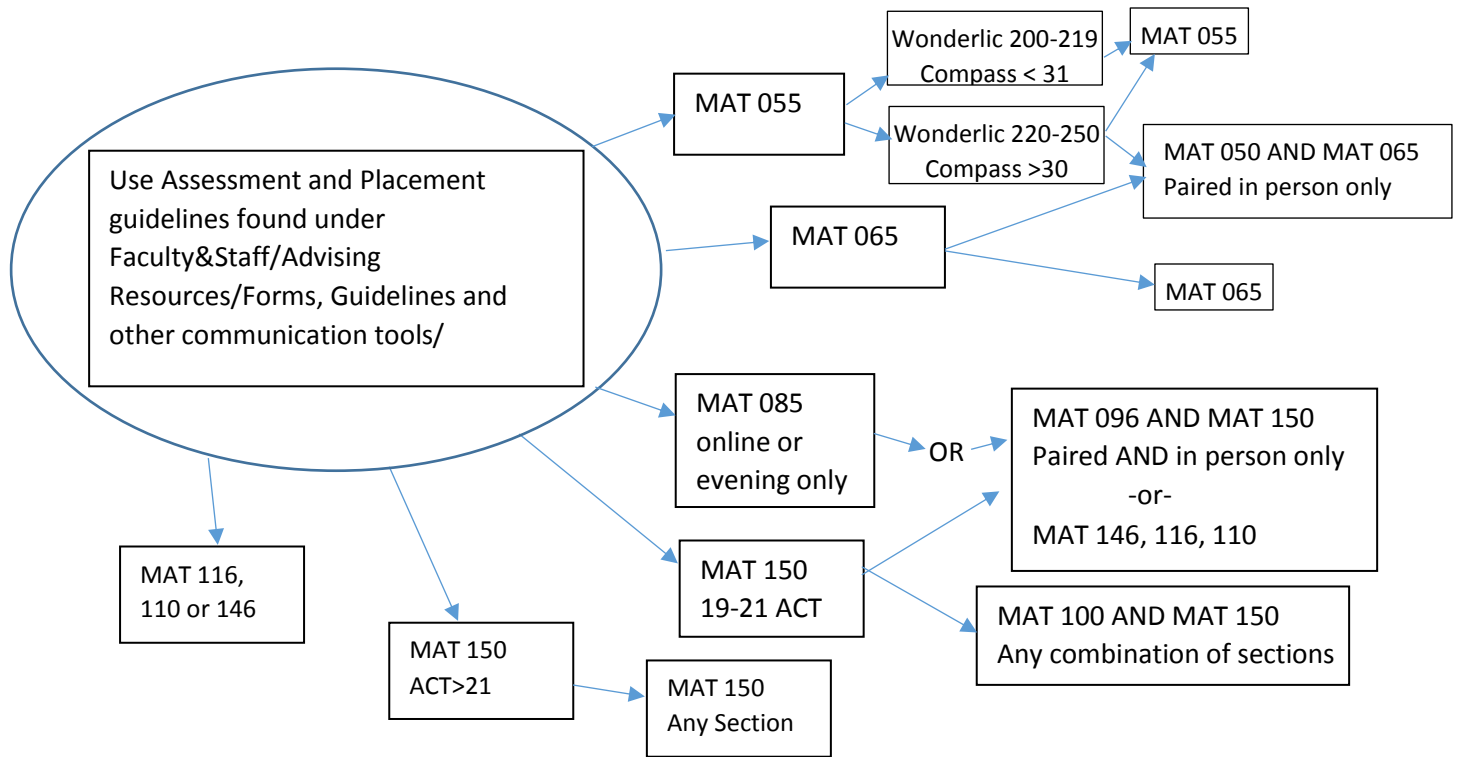 Wonderlic 200-219
Compass < 31
MAT 055
MAT 055
Wonderlic 220-250
Compass >30
MAT 050 AND MAT 065
Paired in person only
Use Assessment and Placement
guidelines found under
Faculty&Staff/Advising
Resources/Forms, Guidelines and
other communication tools/
MAT 065
MAT 065
MAT 085
online or
evening only
OR
MAT 096 AND MAT 150
Paired AND in person only
-or-
MAT 146, 116, 110
MAT 116,
110 or 146
MAT 150
19-21 ACT
MAT 100 AND MAT 150
Any combination of sections
MAT 150
ACT>21
MAT 150
Any Section